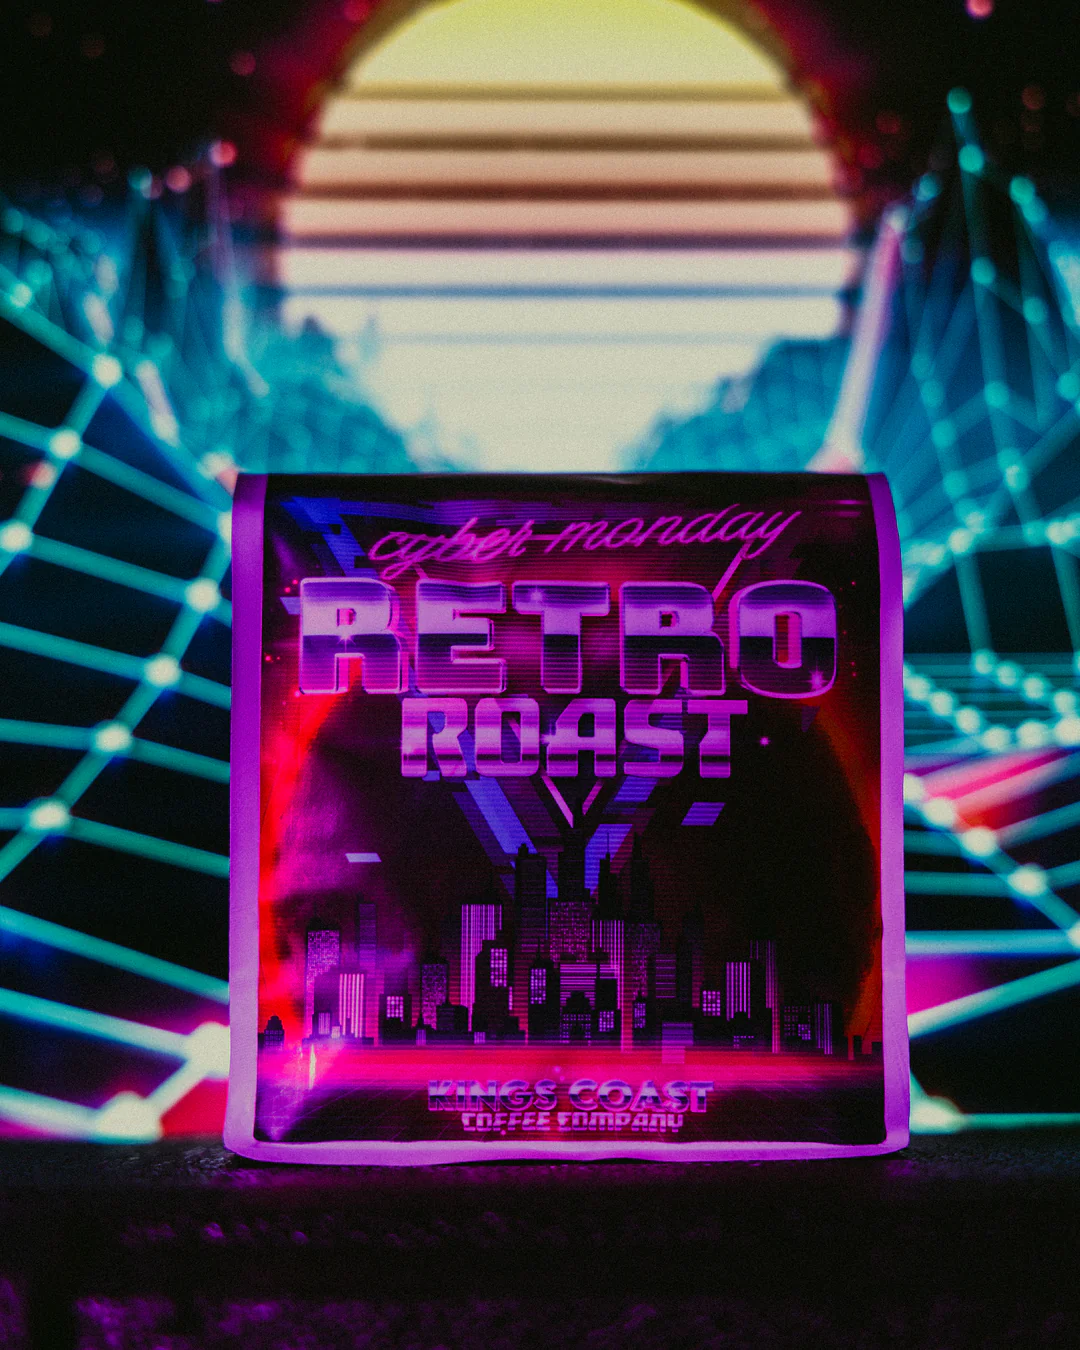 cyber-monday
RETRO
ROAST
KINGS COAST
COFFEE COMPANY